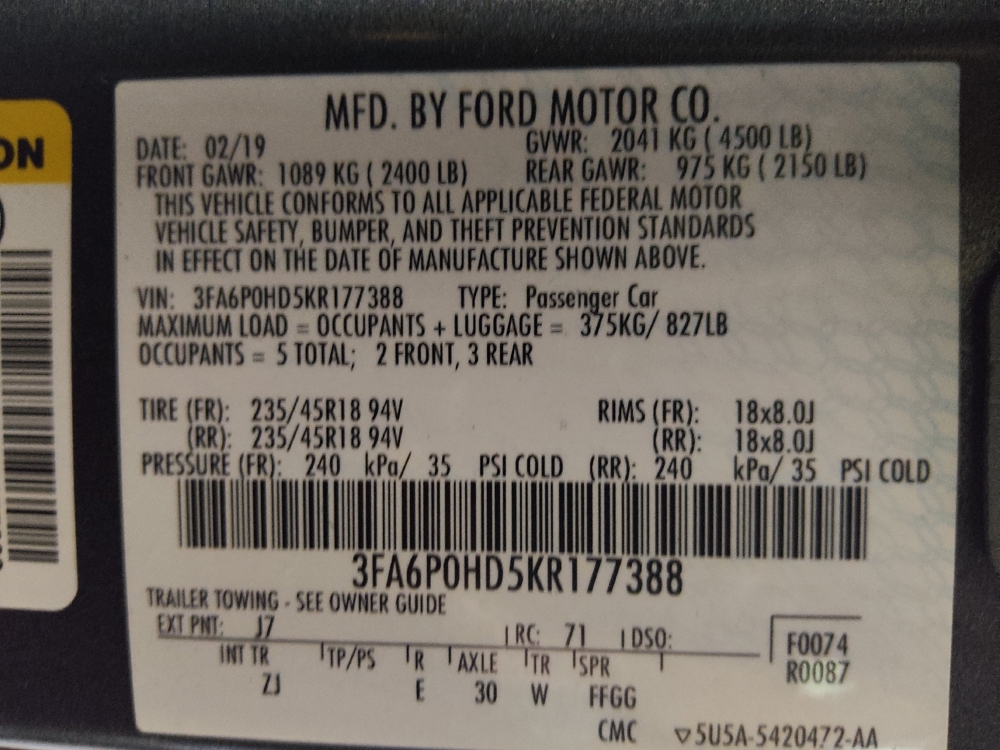 ON
MFD. BY FORD MOTOR CO.
DATE: 02/19 GVWR: 2041 KG ( 4500 LB)
FRONT GAWR: 1089 KG ( 2400 LB) REAR GAWR: 975 KG ( 2150 LB)
THIS VEHICLE CONFORMS TO ALL APPLICABLE FEDERAL MOTOR
VEHICLE SAFETY, BUMPER, AND THEFT PREVENTION STANDARDS
IN EFFECT ON THE DATE OF MANUFACTURE SHOWN ABOVE.
VIN: 3FA6P0HD5KR177388 TYPE: Passenger Car
MAXIMUM LOAD = OCCUPANTS + LUGGAGE = 375KG/ 827LB
OCCUPANTS = 5 TOTAL; 2 FRONT, 3 REAR
TIRE (FR): 235/45R18 94V RIMS (FR): 18x8.0J
(RR): 235/45R18 94V (RR): 18x8.0J
PRESSURE (FR): 240 kPa/ 35 PSI COLD (RR): 240 kPa/ 35 PSI COLD
3FA6P0HD5KR177388
TRAILER TOWING - SEE OWNER GUIDE
EXT PNT: J7 RC: 71 DSO: F0074
INT TR TP/PS R AXLE TR SPR R0087
ZJ E 30 W FFGG
CMC ▽5U5A-5420472-AA